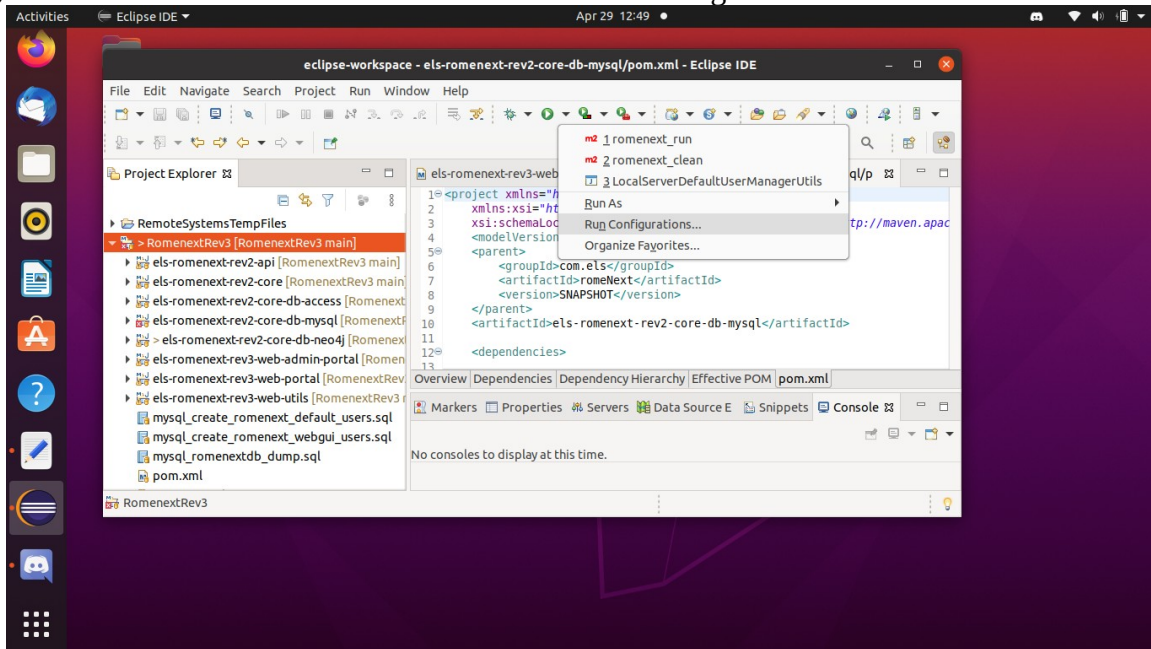 Activities
Eclipse IDE
Apr 29 12:49
eclipse-workspace - els-romenext-rev2-core-db-mysql/pom.xml - Eclipse IDE
File Edit Navigate Search Project Run Window Help
Project Explorer
RemoteSystemsTempFiles
> RomenextRev3 [RomenextRev3 main]
els-romenext-rev2-api [RomenextRev3 main]
els-romenext-rev2-core [RomenextRev3 main
els-romenext-rev2-core-db-access [Romenext
els-romenext-rev2-core-db-mysql [Romenext
> els-romenext-rev2-core-db-neo4j [Romenex
els-romenext-rev3-web-admin-portal [Romen
els-romenext-rev3-web-portal [RomenextRev
els-romenext-rev3-web-utils [RomenextRev3
mysql_create_romenext_default_users.sql
mysql_create_romenext_webgui_users.sql
mysql_romenextdb_dump.sql
pom.xml
RomenextRev3
els-romenext-rev3-web
ql/p
1 <project xmlns="h
2 xmlns:xsi="ht
3 xsi:schemaLoc
tp://maven.apac
4 <modelVersion
5 <parent>
6 <groupId>com.els</groupId>
7 <artifactId>romeNext</artifactId>
8 <version>SNAPSHOT</version>
9 </parent>
10 <artifactId>els-romenext-rev2-core-db-mysql</artifactId>
11
12 <dependencies>
13
1 romenext_run
2 romenext_clean
3 LocalServerDefaultUserManagerUtils
Run As
Run Configurations...
Organize Favorites...
Overview Dependencies Dependency Hierarchy Effective POM pom.xml
Markers Properties Servers Data Source E Snippets Console
No consoles to display at this time.